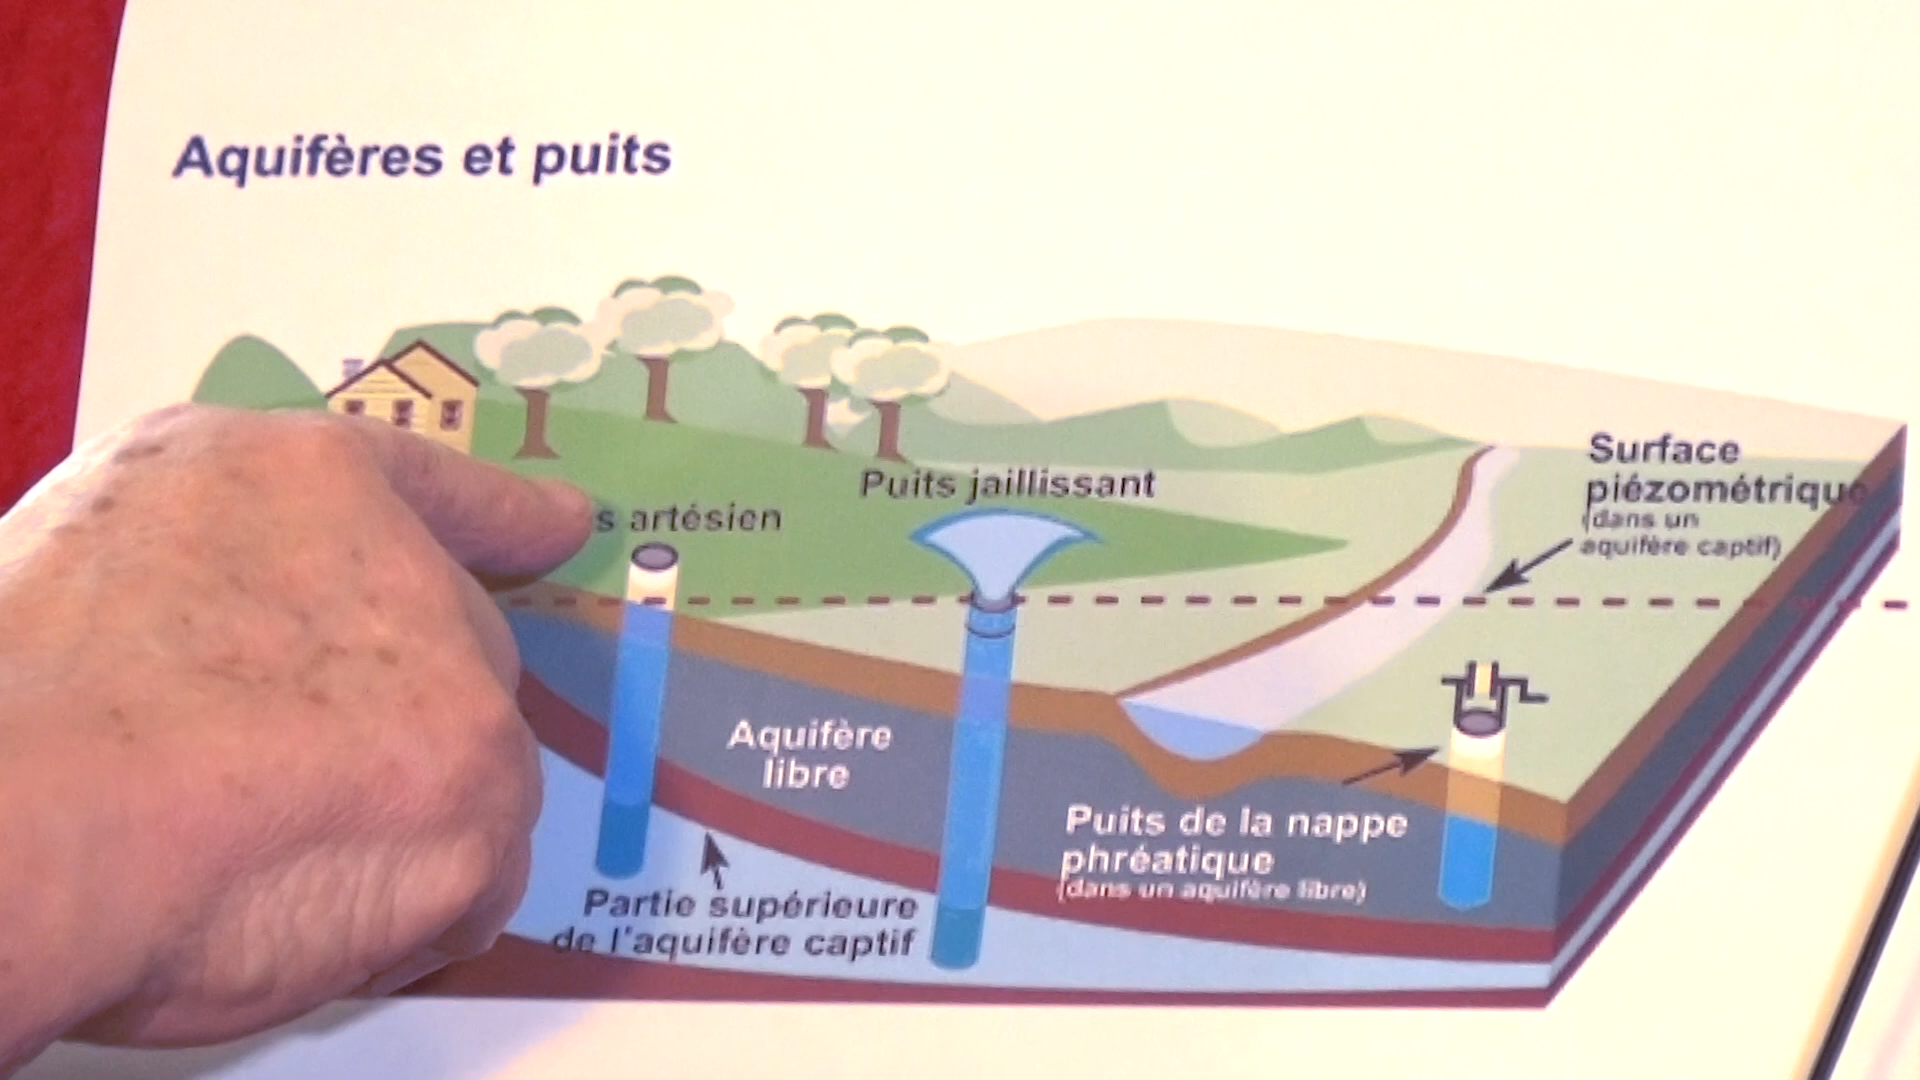 Aquifères et puits
Puits jaillissant
s artésien
Surface
piézométrique
(dans un
aquifère captif)
Aquifère
libre
Puits de la nappe
phréatique
(dans un aquifère libre)
Partie supérieure
de l'aquifère captif